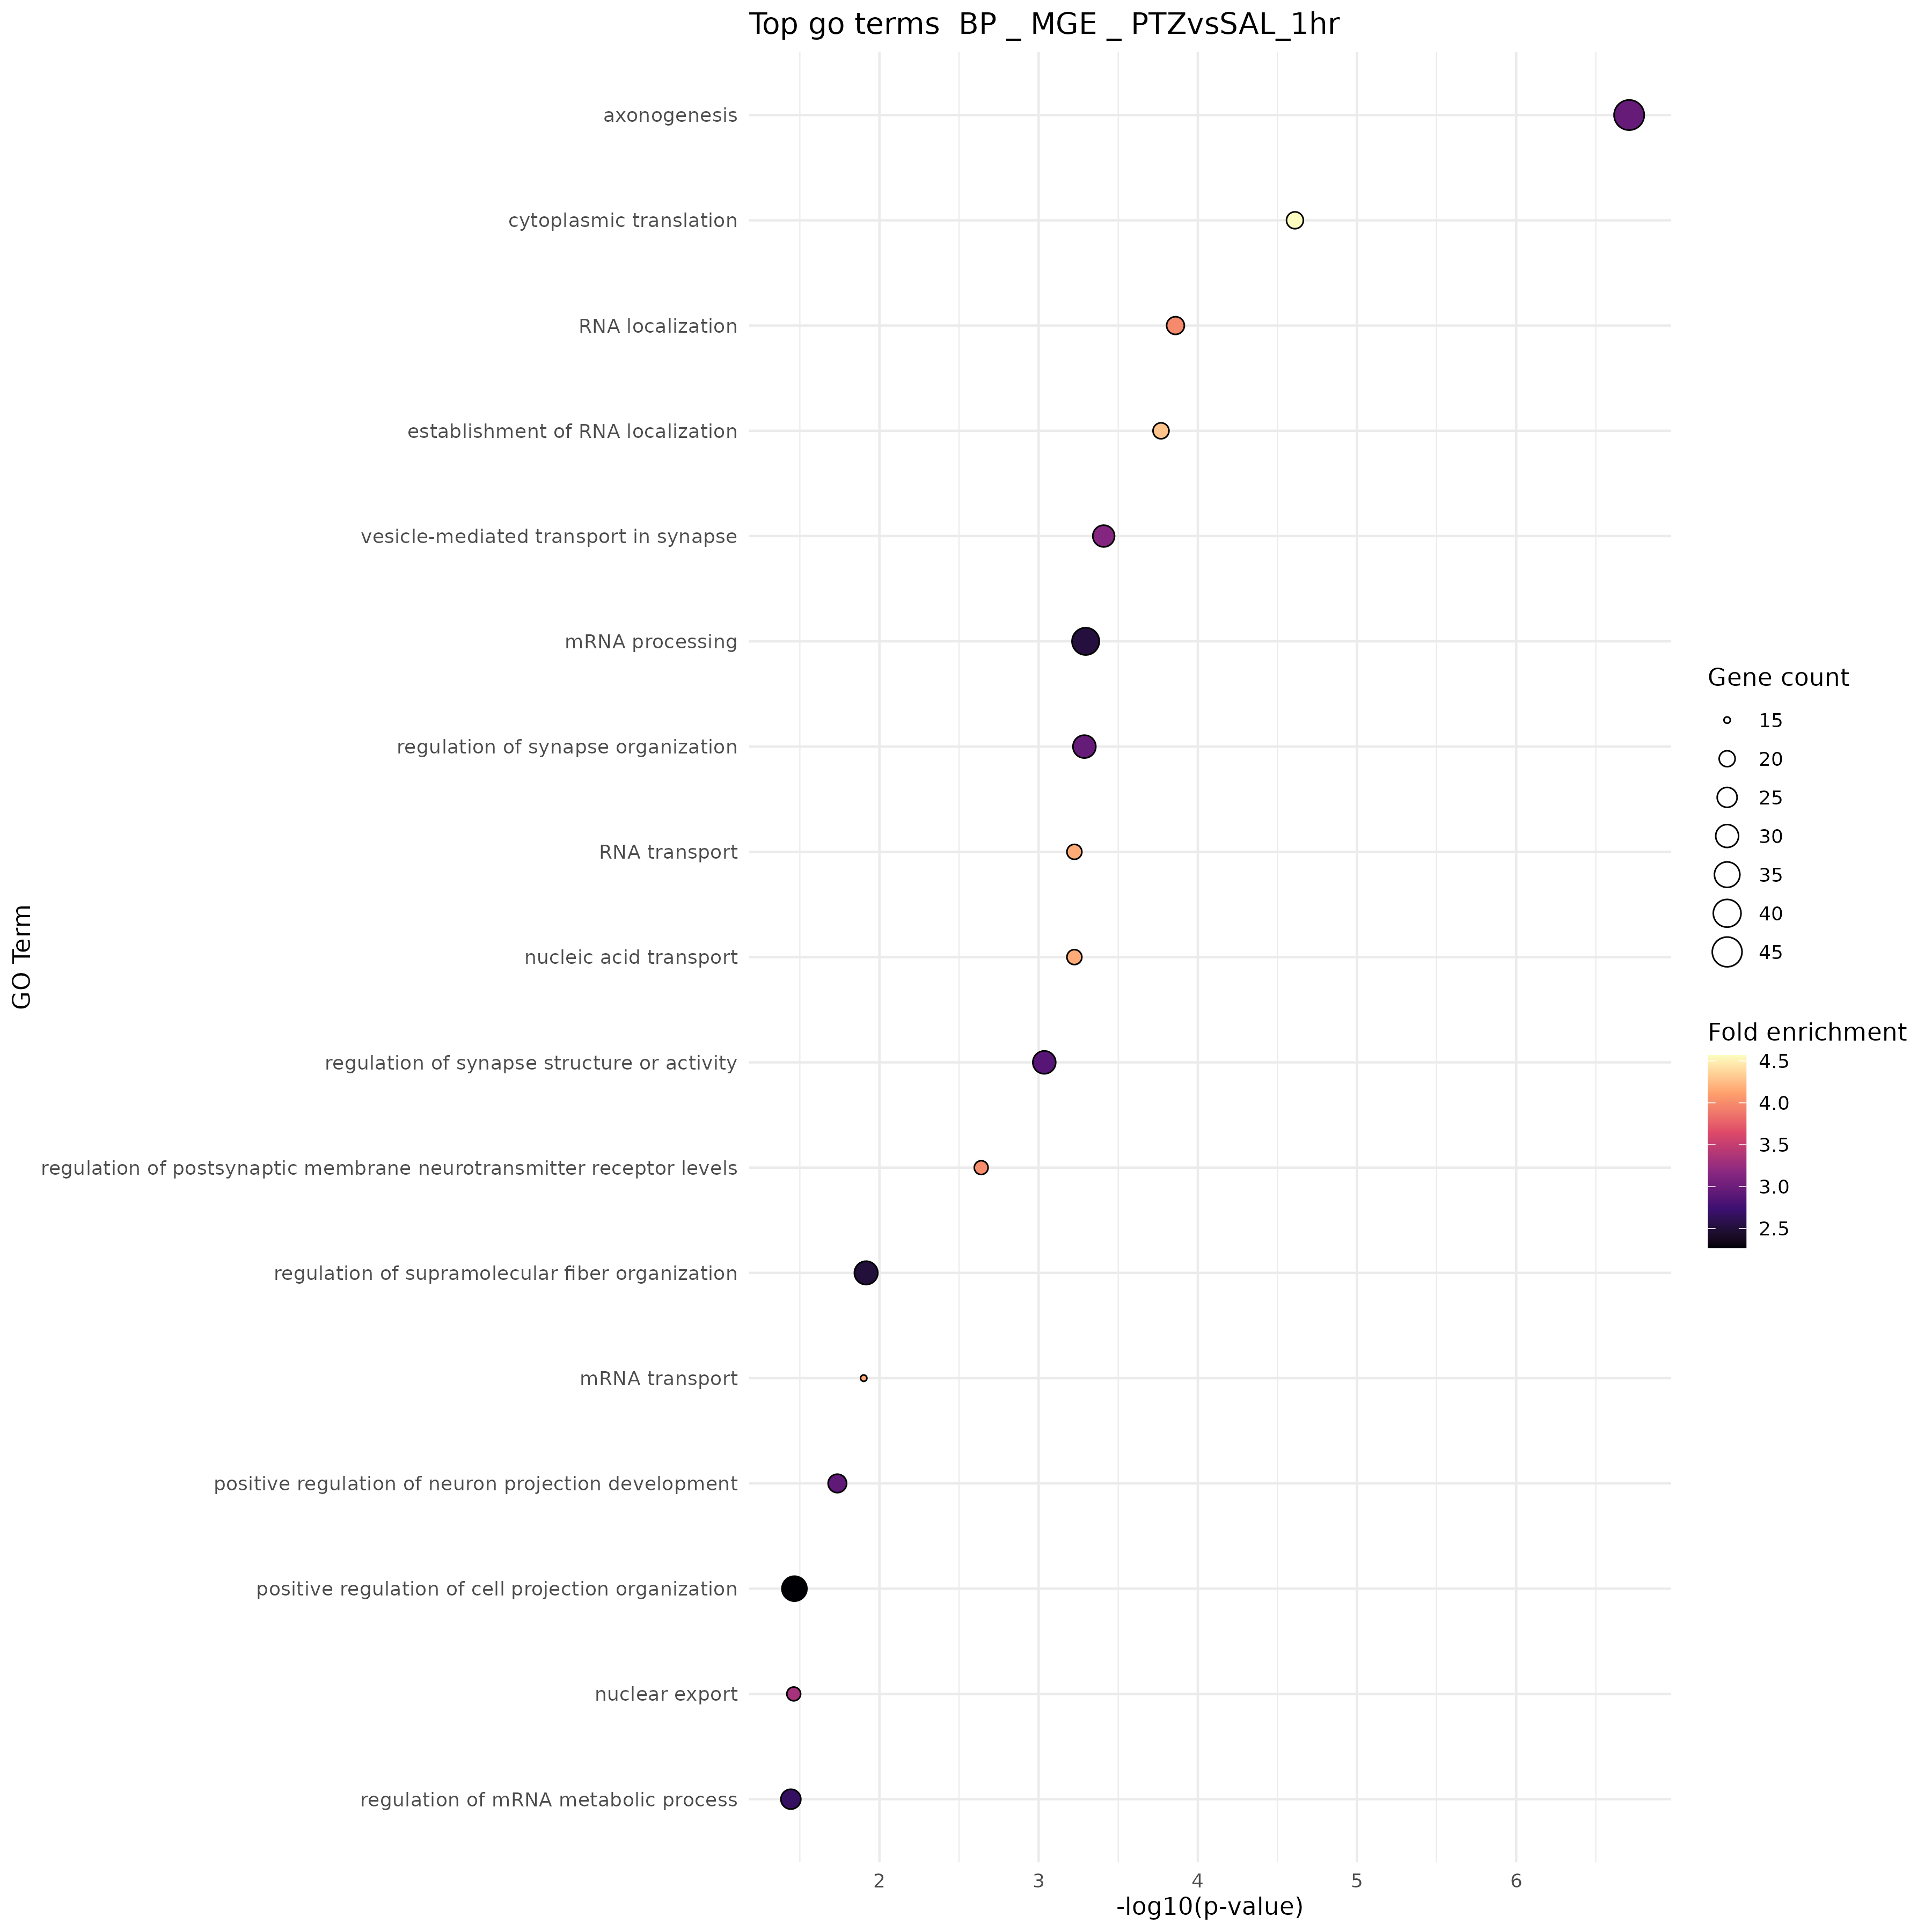 Top go terms  BP _ MGE _ PTZvsSAL_1hr
axonogenesis
cytoplasmic translation
RNA localization
establishment of RNA localization
vesicle-mediated transport in synapse
mRNA processing
regulation of synapse organization
RNA transport
nucleic acid transport
regulation of synapse structure or activity
regulation of postsynaptic membrane neurotransmitter receptor levels
regulation of supramolecular fiber organization
mRNA transport
positive regulation of neuron projection development
positive regulation of cell projection organization
nuclear export
regulation of mRNA metabolic process
GO Term
2 3 4 5 6
-log10(p-value)
Gene count
15
20
25
30
35
40
45
Fold enrichment
4.5
4.0
3.5
3.0
2.5